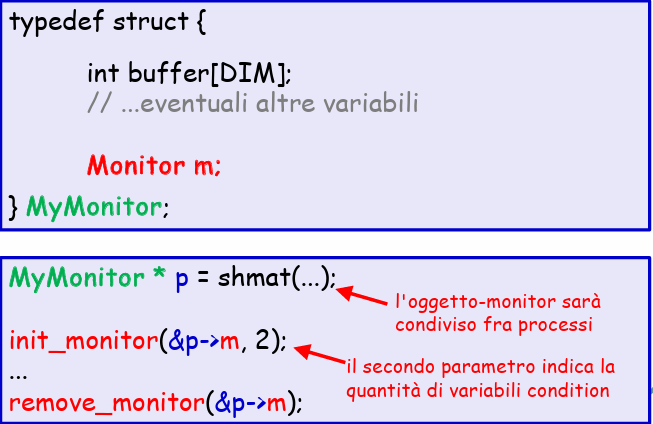 typedef struct {
int buffer[DIM];
// ...eventuali altre variabili
Monitor m;
} MyMonitor;
MyMonitor * p = shmat(...);
l'oggetto-monitor sarà
condiviso fra processi
init_monitor(&p->m, 2);
il secondo parametro indica la
quantità di variabili condition
...
remove_monitor(&p->m);